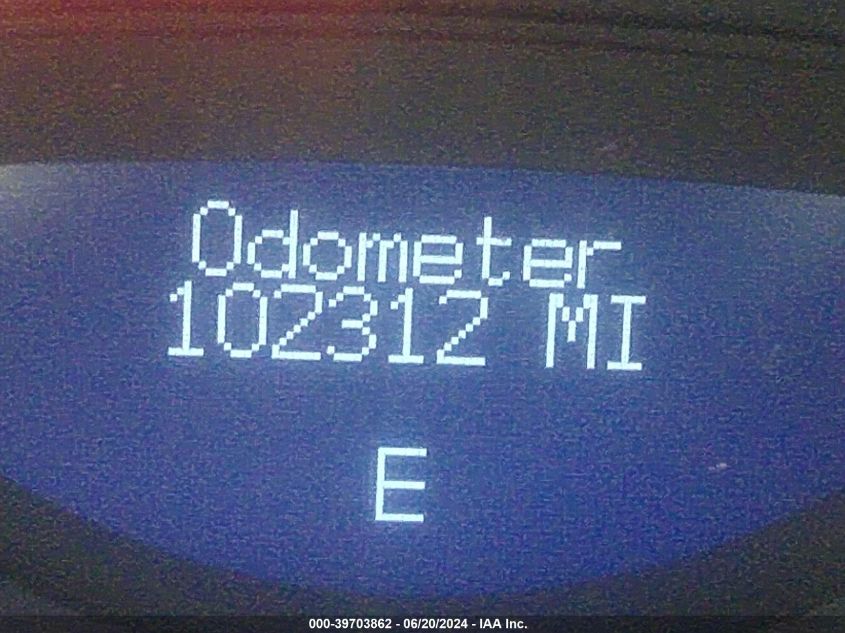 Odometer
102312 MI
E
000-39703862 - 06/20/2024 - IAA Inc.